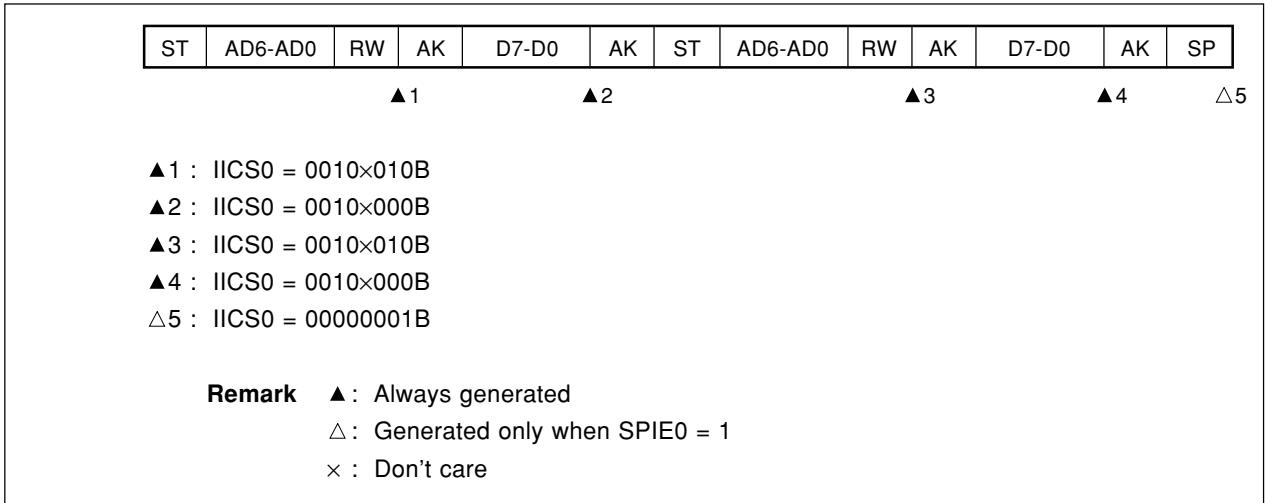 ST AD6-AD0 RW AK D7-D0 AK ST AD6-AD0 RW AK D7-D0 AK SP
▲1 ▲2 ▲3 ▲4 △5
▲1 : IICS0 = 0010×010B
▲2 : IICS0 = 0010×000B
▲3 : IICS0 = 0010×010B
▲4 : IICS0 = 0010×000B
△5 : IICS0 = 00000001B
Remark ▲ : Always generated
△ : Generated only when SPIE0 = 1
× : Don't care